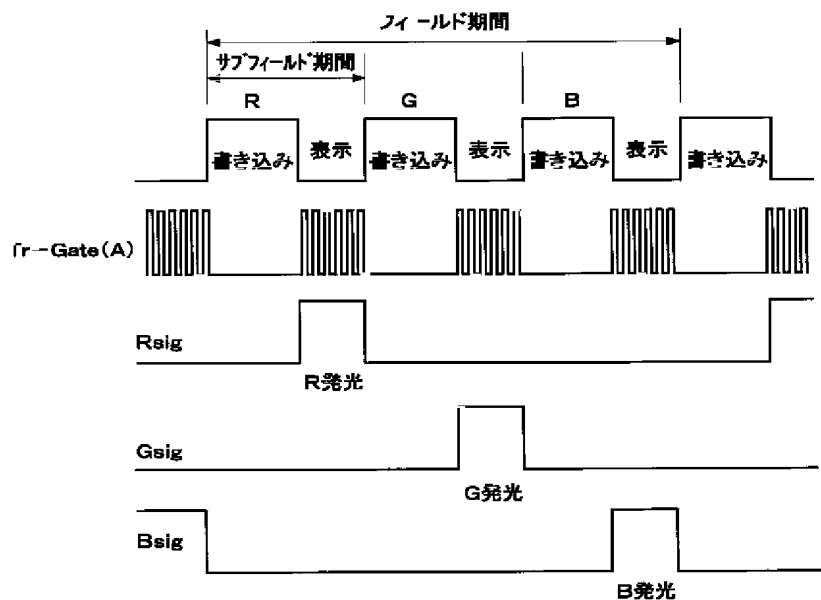 フィールド期間
サブフィールド期間
R G B
書き込み 表示 書き込み 表示 書き込み 表示 書き込み
Tr-Gate(A)
Rsig
R発光
Gsig
G発光
Bsig
B発光